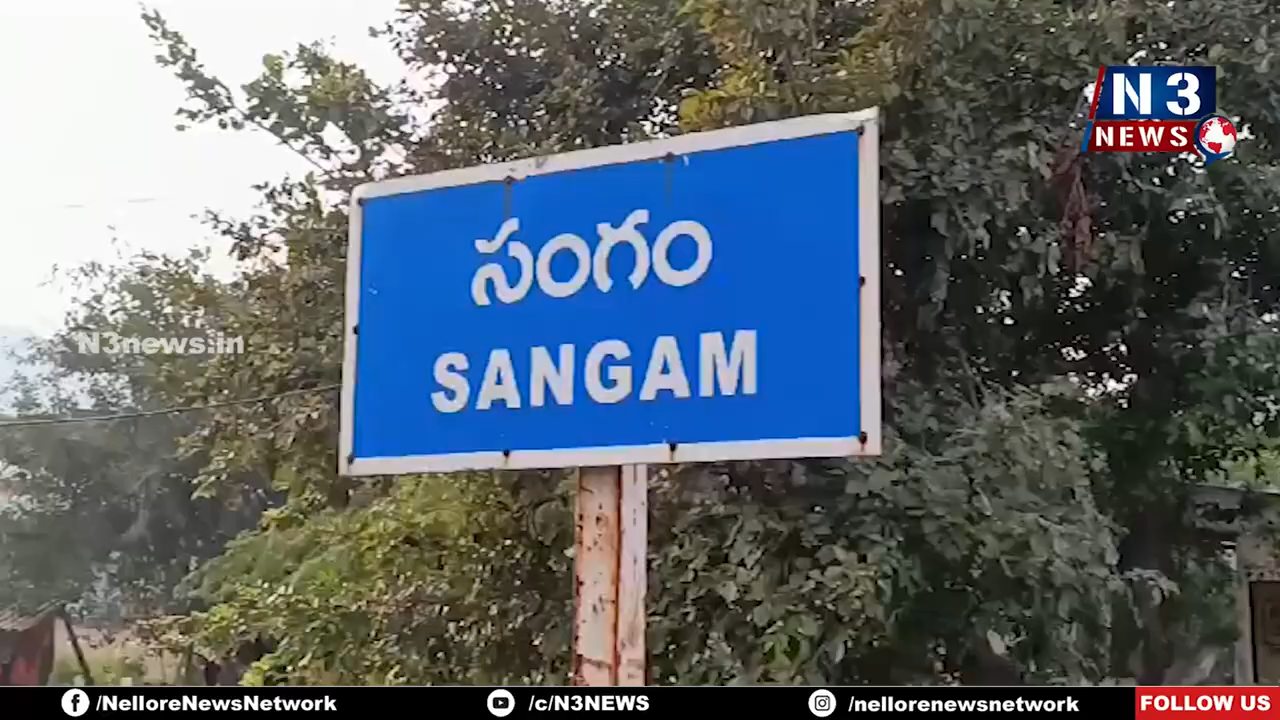 N3
NEWS
సంగం
SANGAM
N3news.in
/NelloreNewsNetwork
/c/N3NEWS
/nellorenewsnetwork
FOLLOW US